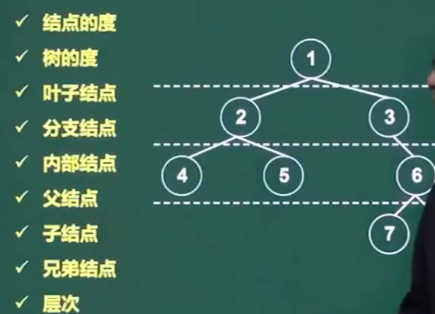 ✓ 结点的度
✓ 树的度
✓ 叶子结点
✓ 分支结点
✓ 内部结点
✓ 父结点
✓ 子结点
✓ 兄弟结点
✓ 层次
1
2 3
4 5 6
7